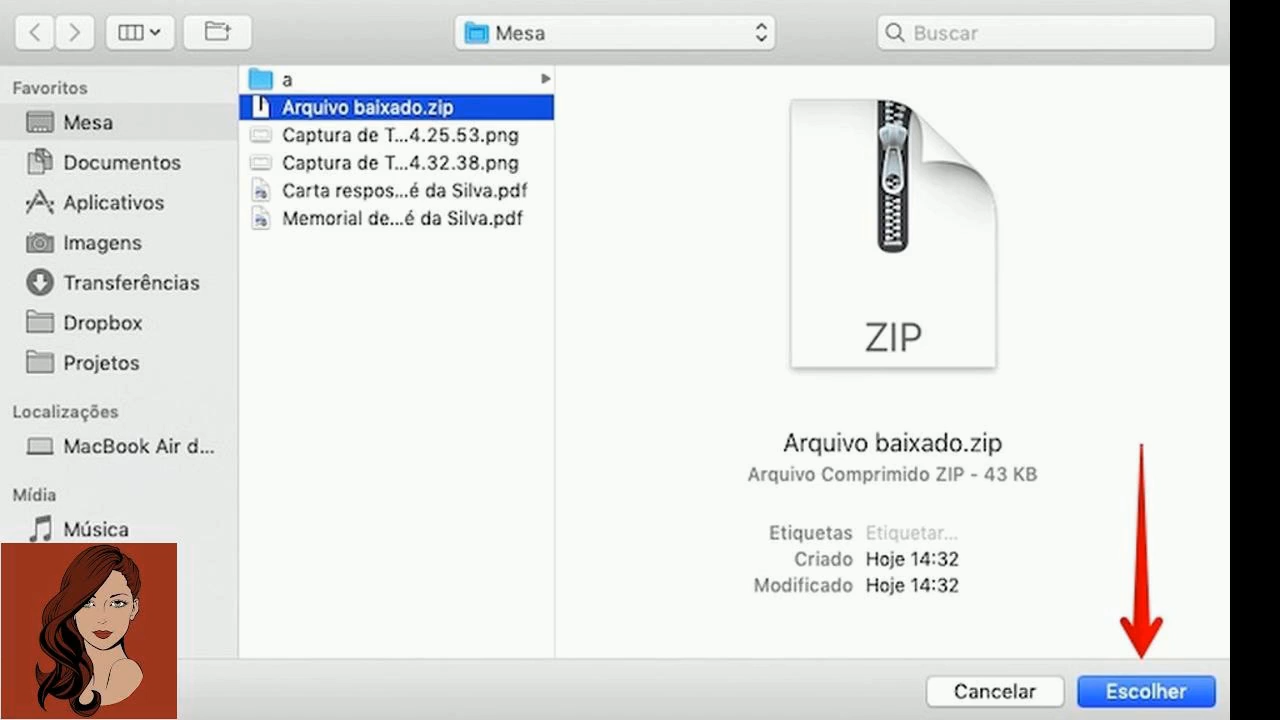 Mesa
Buscar
Favoritos
Mesa
Documentos
Aplicativos
Imagens
Transferências
Dropbox
Projetos
Localizações
MacBook Air d...
Mídia
Música
a
Arquivo baixado.zip
Captura de T...4.25.53.png
Captura de T...4.32.38.png
Carta respos...é da Silva.pdf
Memorial de...é da Silva.pdf
ZIP
Arquivo baixado.zip
Arquivo Comprimido ZIP - 43 KB
Etiquetas Etiquetar...
Criado Hoje 14:32
Modificado Hoje 14:32
Cancelar
Escolher